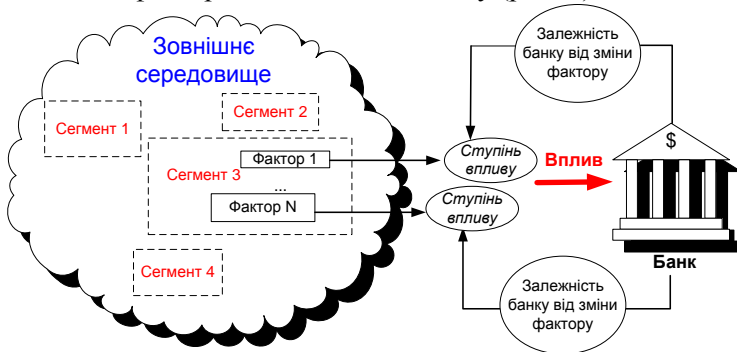 Зовнішнє
середовище
Сегмент 1
Сегмент 2
Сегмент 3
Фактор 1
...
Фактор N
Сегмент 4
Ступінь
впливу
Ступінь
впливу
Вплив
Залежність
банку від зміни
фактору
$
Банк
Залежність
банку від зміни
фактору